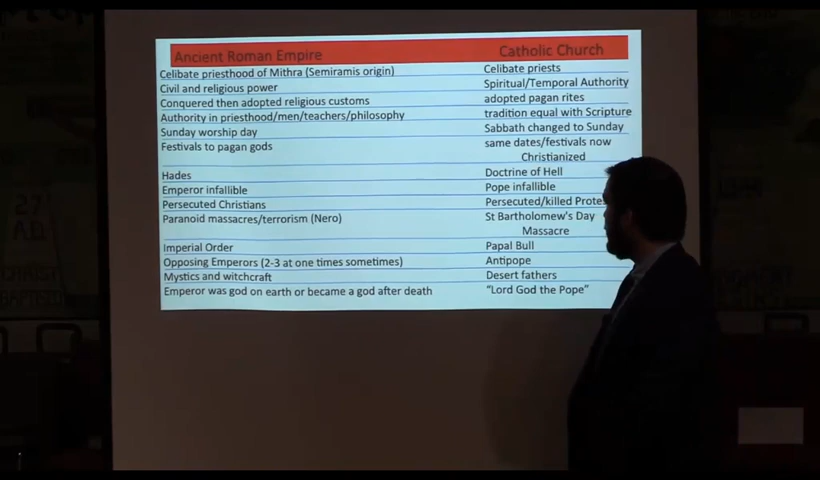 Ancient Roman Empire Catholic Church
Celibate priesthood of Mithra (Semiramis origin) Celibate priests
Civil and religious power Spiritual/Temporal Authority
Conquered then adopted religious customs adopted pagan rites
Authority in priesthood/men/teachers/philosophy tradition equal with Scripture
Sunday worship day Sabbath changed to Sunday
Festivals to pagan gods same dates/festivals now
Christianized
Hades Doctrine of Hell
Emperor infallible Pope infallible
Persecuted Christians Persecuted/killed
Paranoid massacres/terrorism (Nero) St Bartholomew's Day
Massacre
Imperial Order Papal Bull
Opposing Emperors (2-3 at one times sometimes) Antipope
Mystics and witchcraft Desert fathers
Emperor was god on earth or became a god after death "Lord God the Pope"
27
A.D.